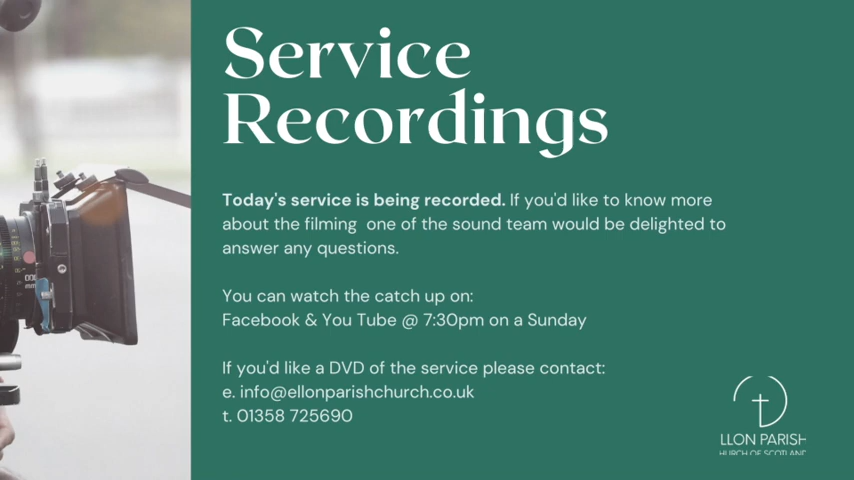 Service
Recordings
Today's service is being recorded. If you'd like to know more
about the filming  one of the sound team would be delighted to
answer any questions.
You can watch the catch up on:
Facebook & You Tube @ 7:30pm on a Sunday
If you'd like a DVD of the service please contact:
e. info@ellonparishchurch.co.uk
t. 01358 725690
LLON PARISH
HURCH OF SCOTLAND